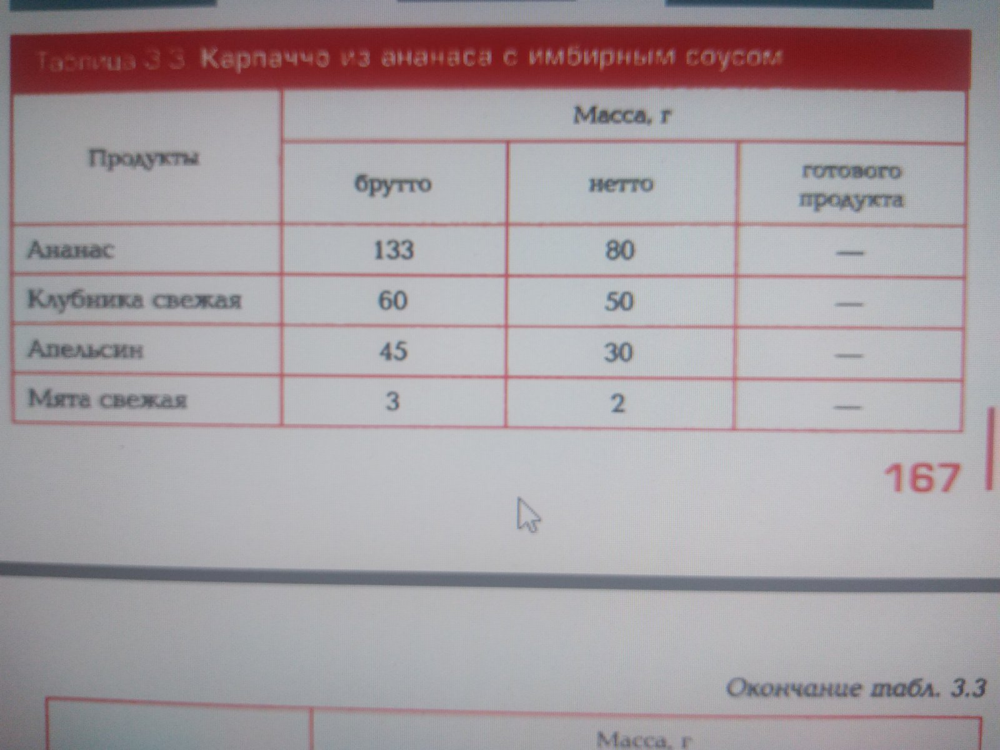 Таблица 3.3. Карпаччо из ананаса с имбирным соусом
Продукты
Масса, г
брутто
нетто
готового
продукта
Ананас 133 80 —
Клубника свежая 60 50 —
Апельсин 45 30 —
Мята свежая 3 2 —
167
Окончание табл. 3.3
Масса, г